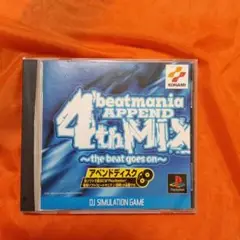 KONAMI
beatmania
APPEND
4thMIX
〜the beat goes on〜
アペンドディスク
DJ SIMULATION GAME